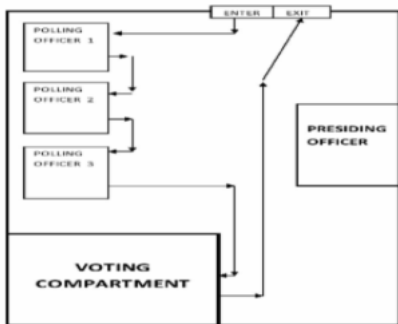 ENTER EXIT
POLLING
OFFICER 1
POLLING
OFFICER 2
POLLING
OFFICER 3
PRESIDING
OFFICER
VOTING
COMPARTMENT